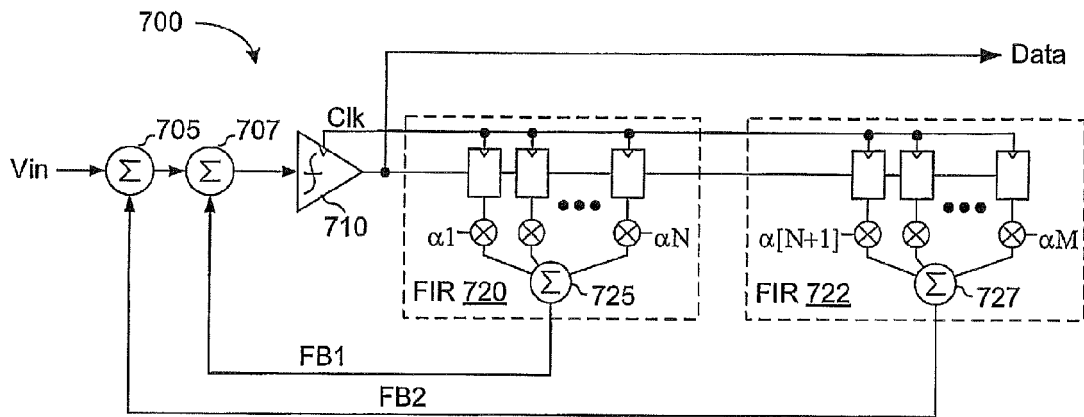 700
Data
705
707
Clk
Vin
Σ
Σ
710
α1
αN
α[N+1]
αM
FIR 720
Σ
725
FIR 722
Σ
727
FB1
FB2